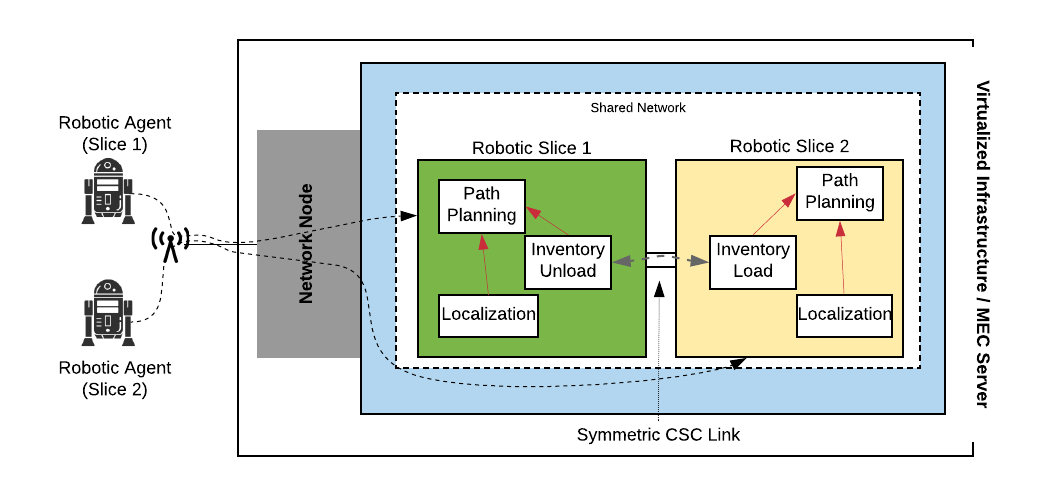 Robotic Agent
(Slice 1)
Robotic Agent
(Slice 2)
Network Node
Shared Network
Robotic Slice 1
Path
Planning
Inventory
Unload
Localization
Robotic Slice 2
Path
Planning
Inventory
Load
Localization
Symmetric CSC Link
Virtualized Infrastructure / MEC Server